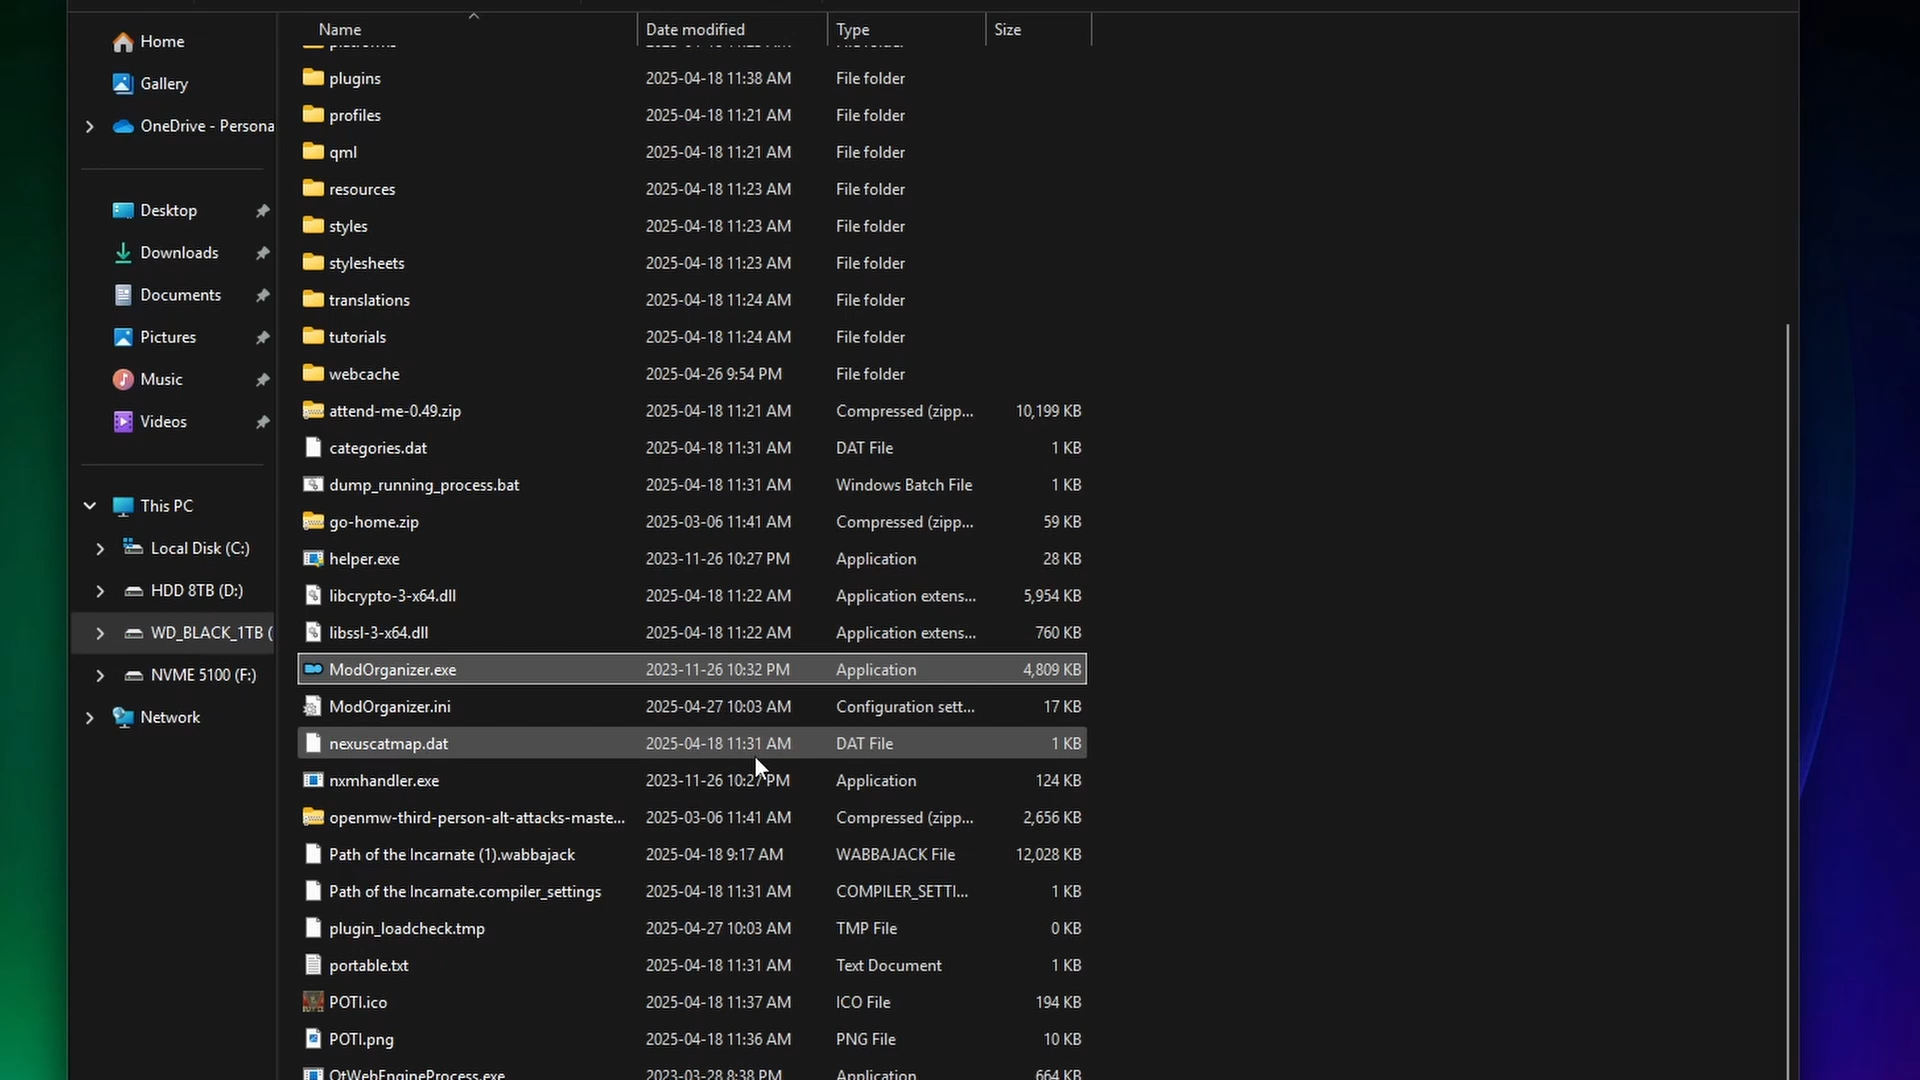 Name Date modified Type Size
Home
Gallery
OneDrive - Persona
Desktop
Downloads
Documents
Pictures
Music
Videos
This PC
Local Disk (C:)
HDD 8TB (D:)
WD_BLACK_1TB (
NVME 5100 (F:)
Network
plugins 2025-04-18 11:38 AM File folder
profiles 2025-04-18 11:21 AM File folder
qml 2025-04-18 11:21 AM File folder
resources 2025-04-18 11:23 AM File folder
styles 2025-04-18 11:23 AM File folder
stylesheets 2025-04-18 11:23 AM File folder
translations 2025-04-18 11:24 AM File folder
tutorials 2025-04-18 11:24 AM File folder
webcache 2025-04-26 9:54 PM File folder
attend-me-0.49.zip 2025-04-18 11:21 AM Compressed (zipp... 10,199 KB
categories.dat 2025-04-18 11:31 AM DAT File 1 KB
dump_running_process.bat 2025-04-18 11:31 AM Windows Batch File 1 KB
go-home.zip 2025-03-06 11:41 AM Compressed (zipp... 59 KB
helper.exe 2023-11-26 10:27 PM Application 28 KB
libcrypto-3-x64.dll 2025-04-18 11:22 AM Application extens... 5,954 KB
libssl-3-x64.dll 2025-04-18 11:22 AM Application extens... 760 KB
ModOrganizer.exe 2023-11-26 10:32 PM Application 4,809 KB
ModOrganizer.ini 2025-04-27 10:03 AM Configuration sett... 17 KB
nexuscatmap.dat 2025-04-18 11:31 AM DAT File 1 KB
nxmhandler.exe 2023-11-26 10:27 PM Application 124 KB
openmw-third-person-alt-attacks-maste... 2025-03-06 11:41 AM Compressed (zipp... 2,656 KB
Path of the Incarnate (1).wabbajack 2025-04-18 9:17 AM WABBAJACK File 12,028 KB
Path of the Incarnate.compiler_settings 2025-04-18 11:31 AM COMPILER_SETTI... 1 KB
plugin_loadcheck.tmp 2025-04-27 10:03 AM TMP File 0 KB
portable.txt 2025-04-18 11:31 AM Text Document 1 KB
POTI.ico 2025-04-18 11:37 AM ICO File 194 KB
POTI.png 2025-04-18 11:36 AM PNG File 10 KB
QtWebEngineProcess.exe 2023-03-28 8:38 PM Application 664 KB